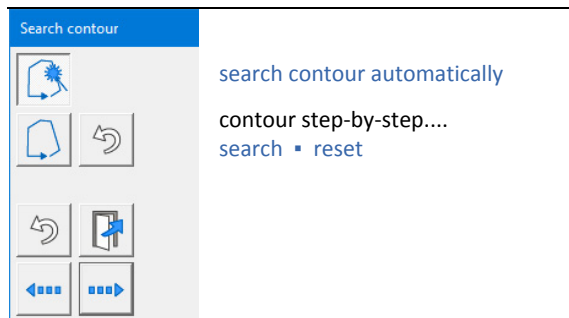 Search contour
search contour automatically
contour step-by-step....
search ▪ reset